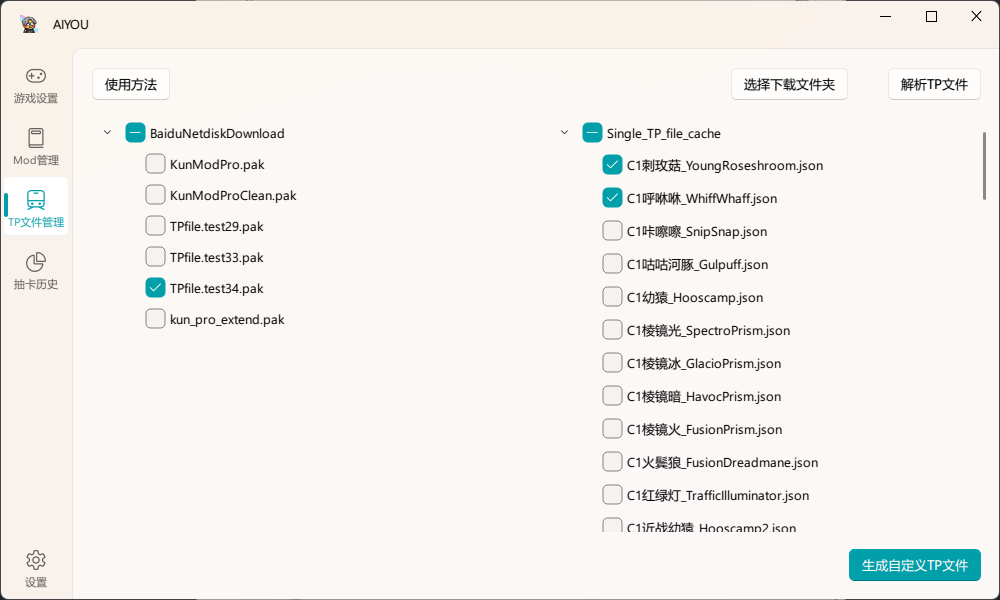 AIYOU
游戏设置
Mod管理
TP文件管理
抽卡历史
设置
使用方法
选择下载文件夹
解析TP文件
BaiduNetdiskDownload
KunModPro.pak
KunModProClean.pak
TPfile.test29.pak
TPfile.test33.pak
TPfile.test34.pak
kun_pro_extend.pak
Single_TP_file_cache
C1刺玫菇_YoungRoseshroom.json
C1呼咻咻_WhiffWhaff.json
C1咔嚓嚓_SnipSnap.json
C1咕咕河豚_Gulpuff.json
C1幼猿_Hooscamp.json
C1棱镜光_SpectroPrism.json
C1棱镜冰_GlacioPrism.json
C1棱镜暗_HavocPrism.json
C1棱镜火_FusionPrism.json
C1火鬃狼_FusionDreadmane.json
C1红绿灯_TrafficIlluminator.json
C1近战幼猿_Hooscamp2.json
生成自定义TP文件